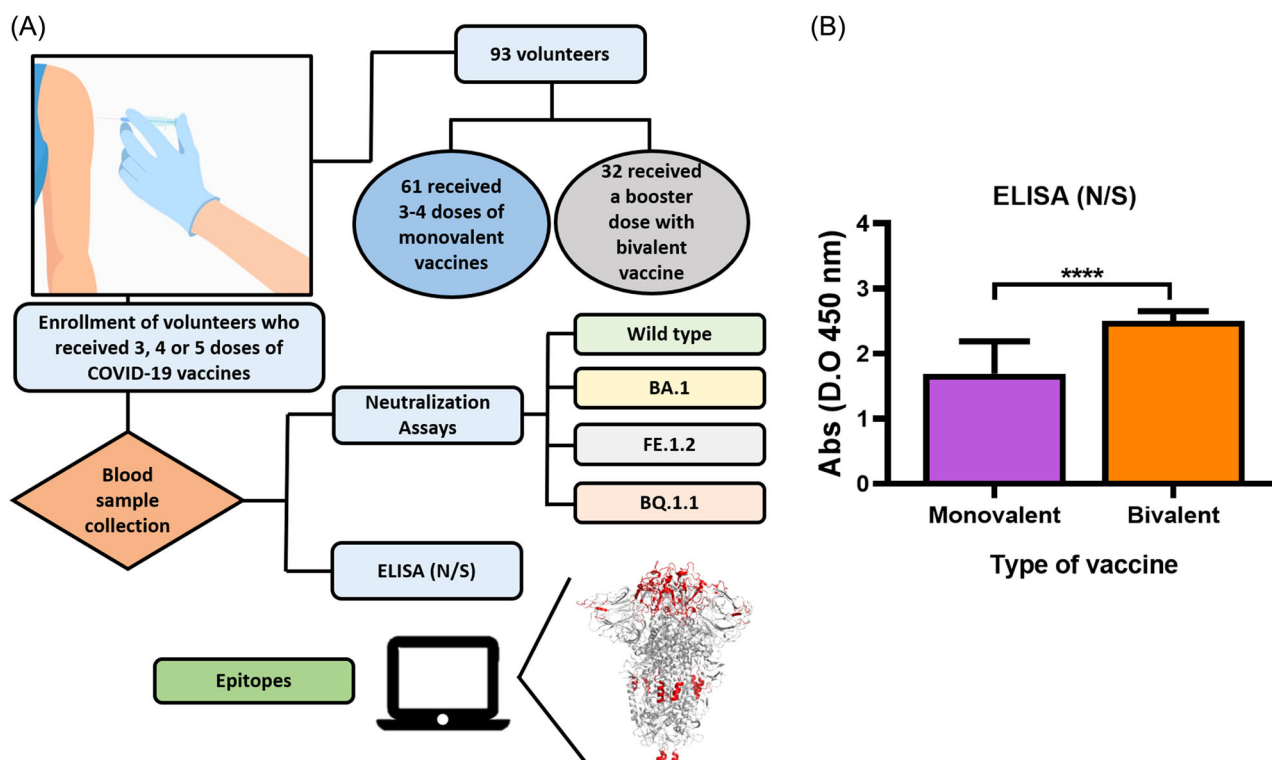 (A)
93 volunteers
61 received
3-4 doses of
monovalent
vaccines
32 received
a booster
dose with
bivalent
vaccine
Enrollment of volunteers who
received 3, 4 or 5 doses of
COVID-19 vaccines
Blood
sample
collection
Neutralization
Assays
Wild type
BA.1
FE.1.2
BQ.1.1
ELISA (N/S)
Epitopes
(B)
ELISA (N/S)
Abs (D.O 450 nm)
4
3
2
1
0
****
Monovalent
Bivalent
Type of vaccine